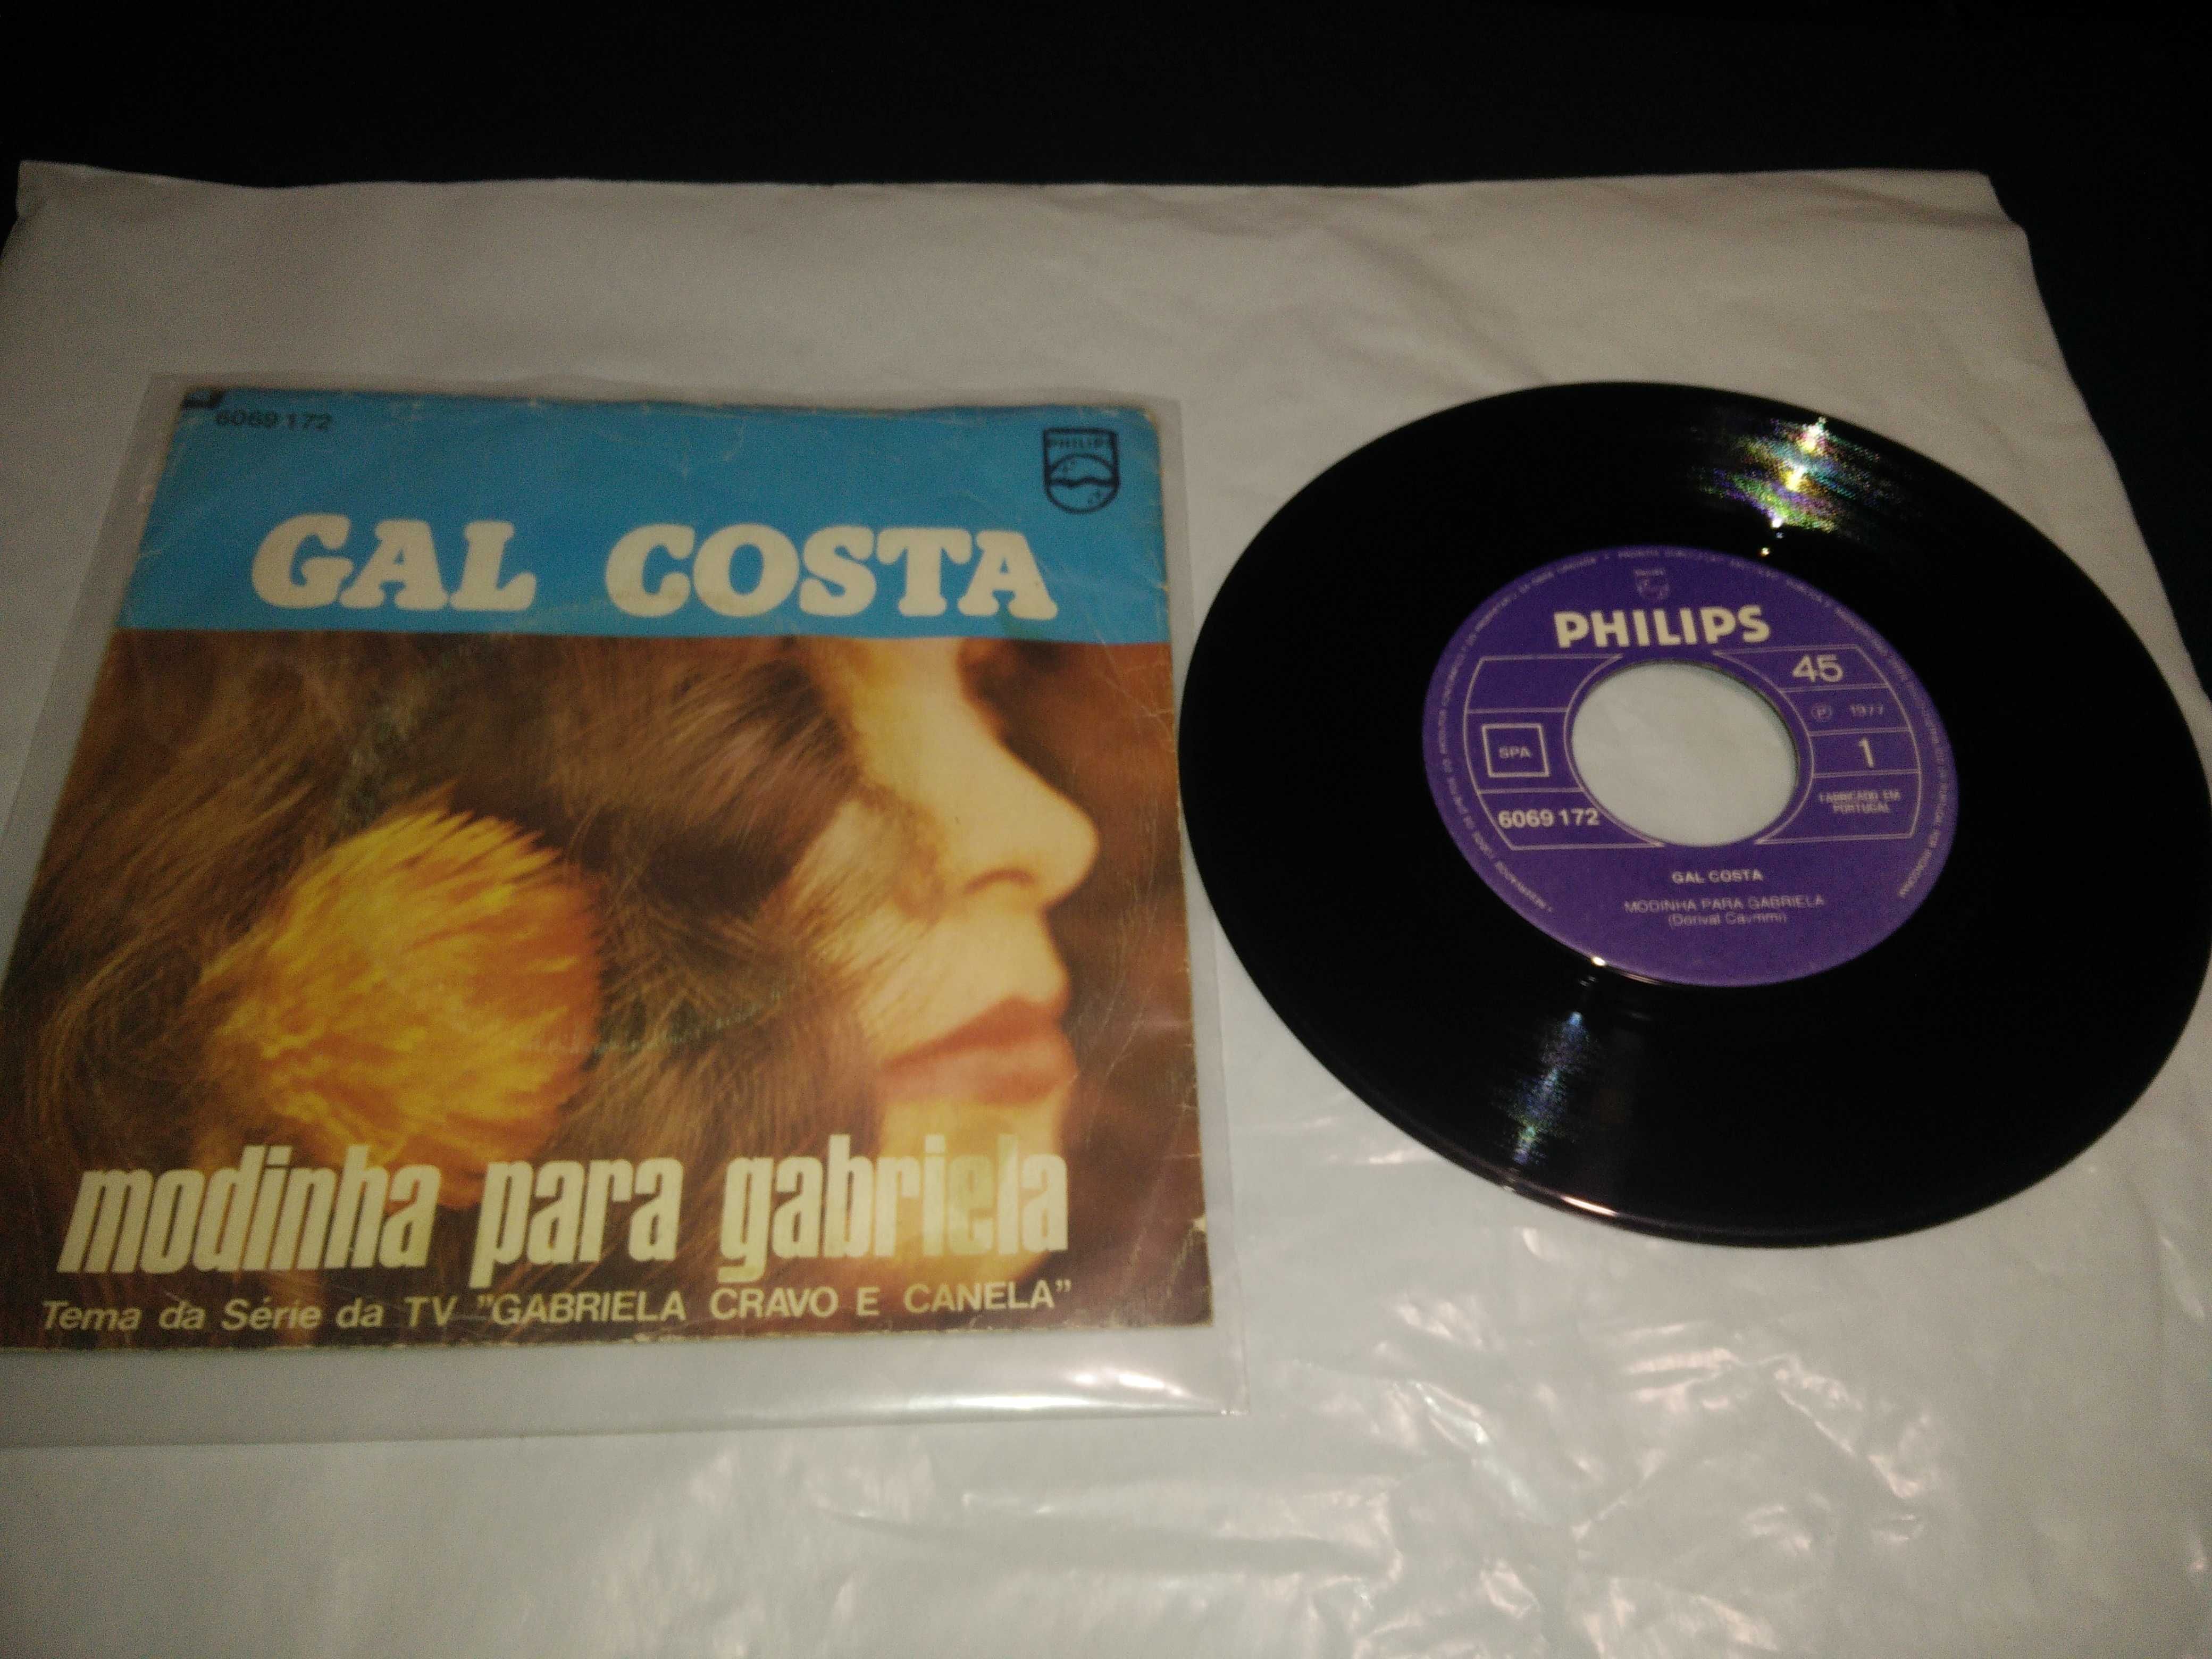 6069 172
PHILIPS
GAL COSTA
modinha para gabriela
Tema da Série da TV "GABRIELA CRAVO E CANELA"
PHILIPS
45
Ⓟ 1977
SPA
1
6069 172
FABRICADO EM
PORTUGAL
GAL COSTA
MODINHA PARA GABRIELA
(Dorival Caymmi)